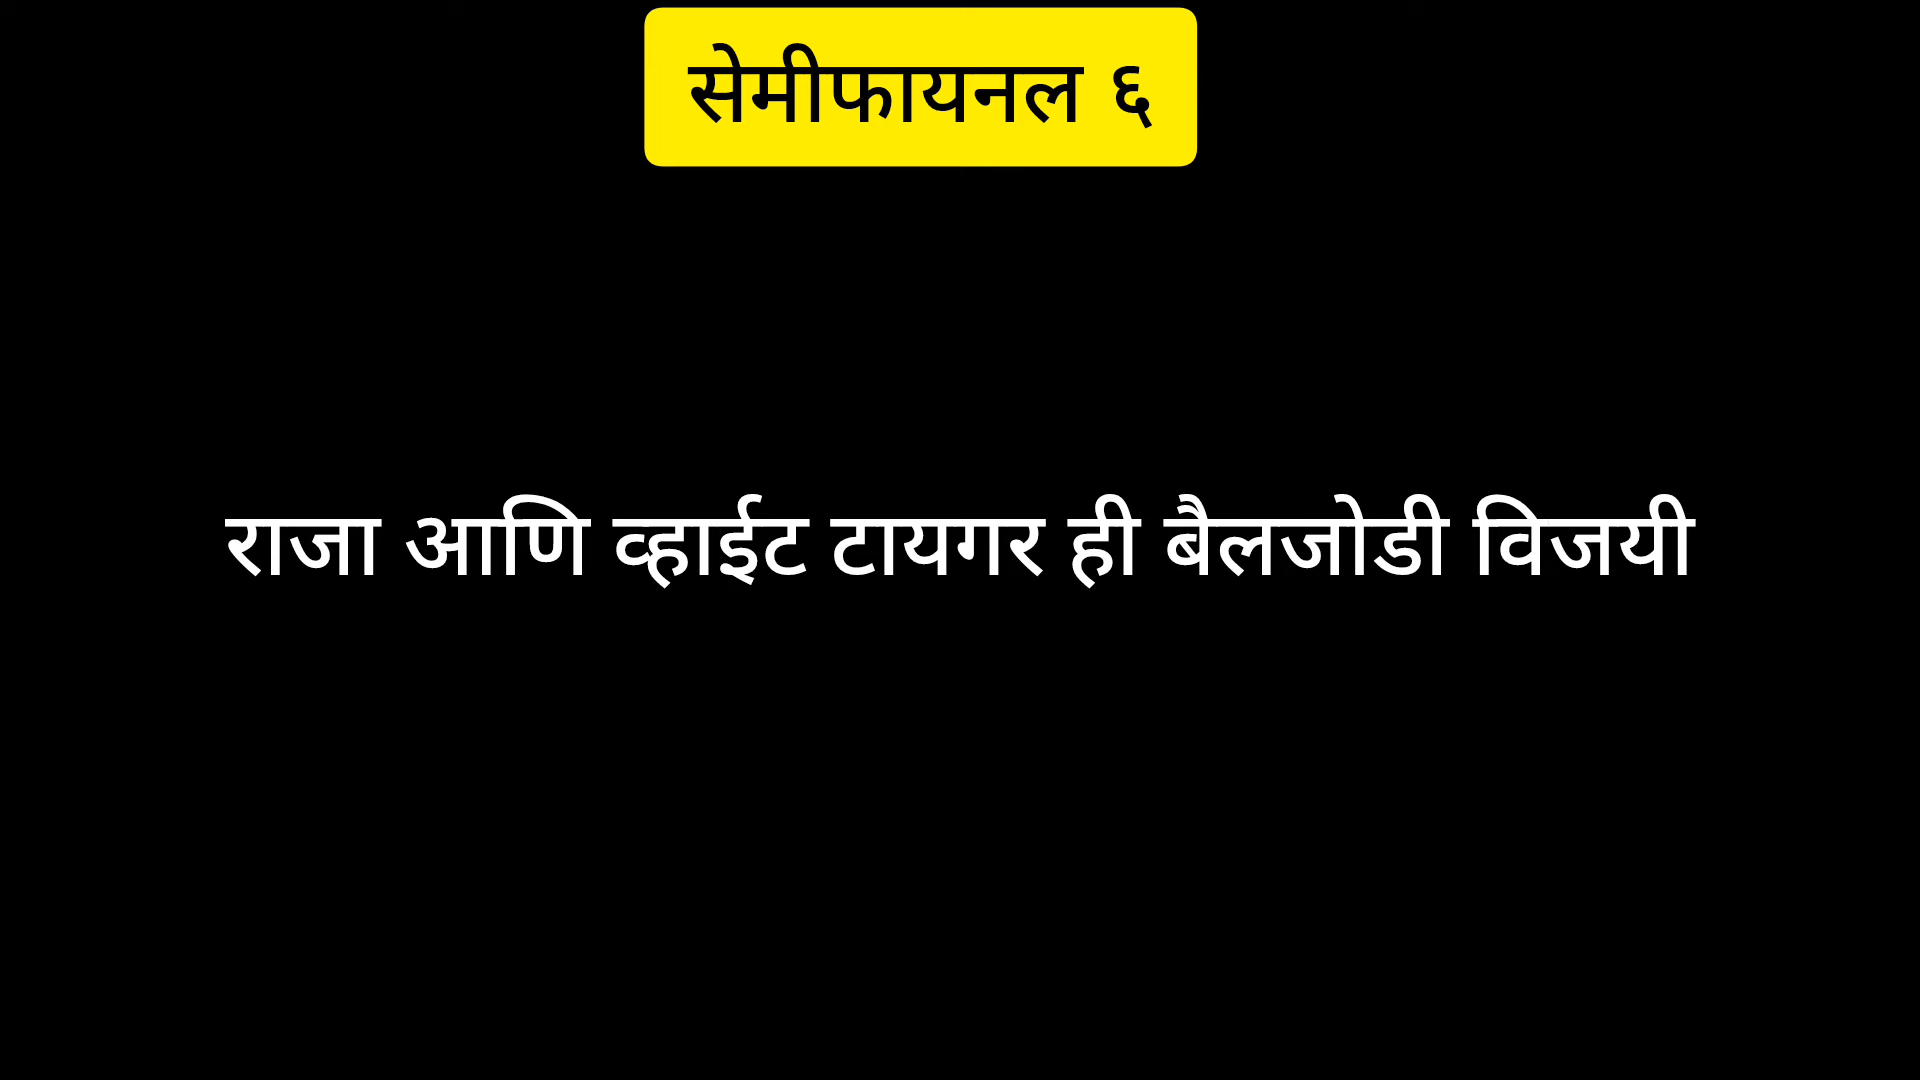 सेमीफायनल ६
राजा आणि व्हाईट टायगर ही बैलजोडी विजयी